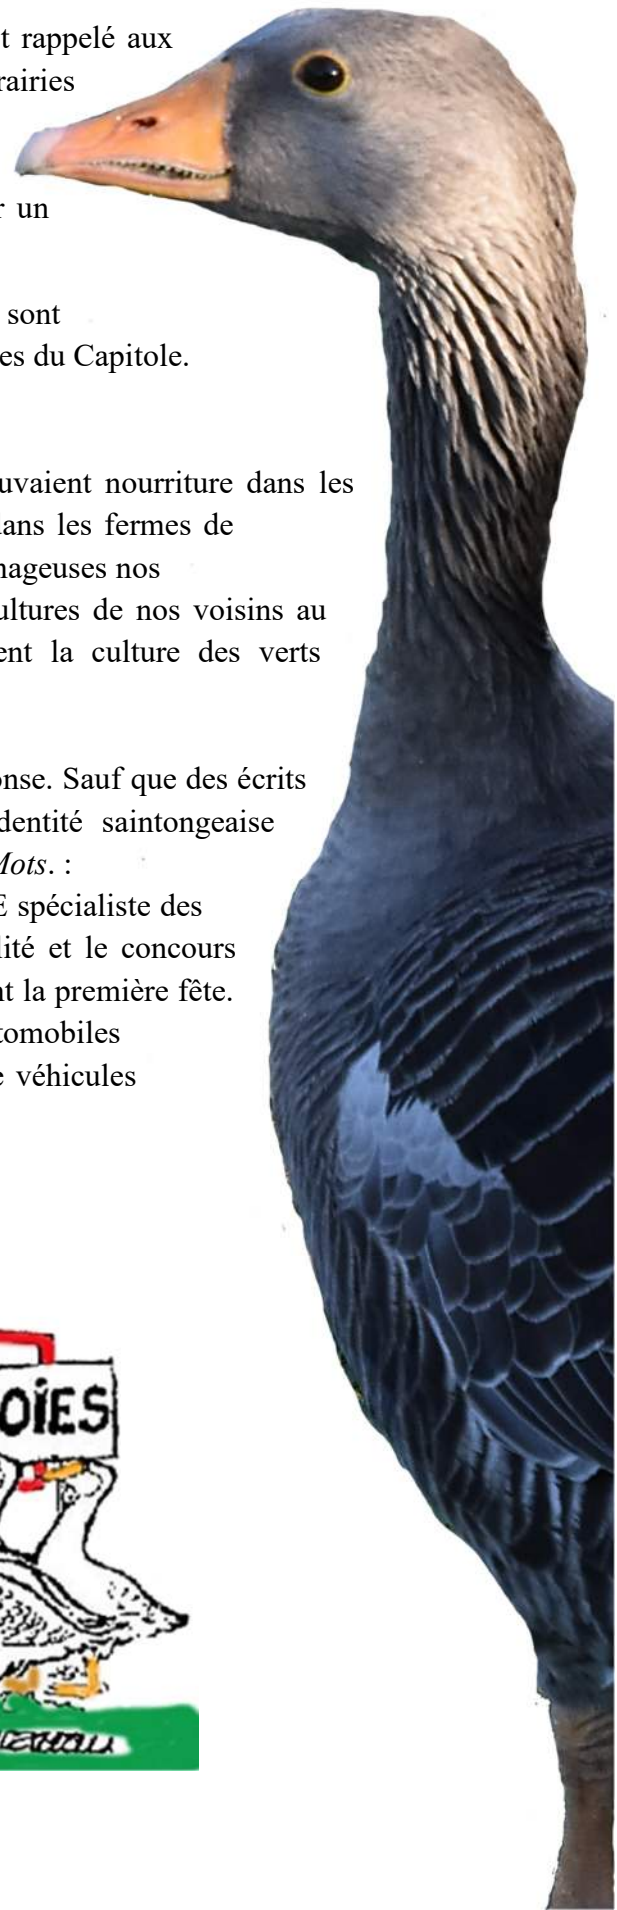 t rappelé aux
rairies
r un
sont
es du Capitole.
uvaient nourriture dans les
dans les fermes de
nageuses nos
ultures de nos voisins au
ent la culture des verts
onse. Sauf que des écrits
dentité saintongeaise
Mots. :
E spécialiste des
lité et le concours
nt la première fête.
tomobiles
e véhicules
OiES